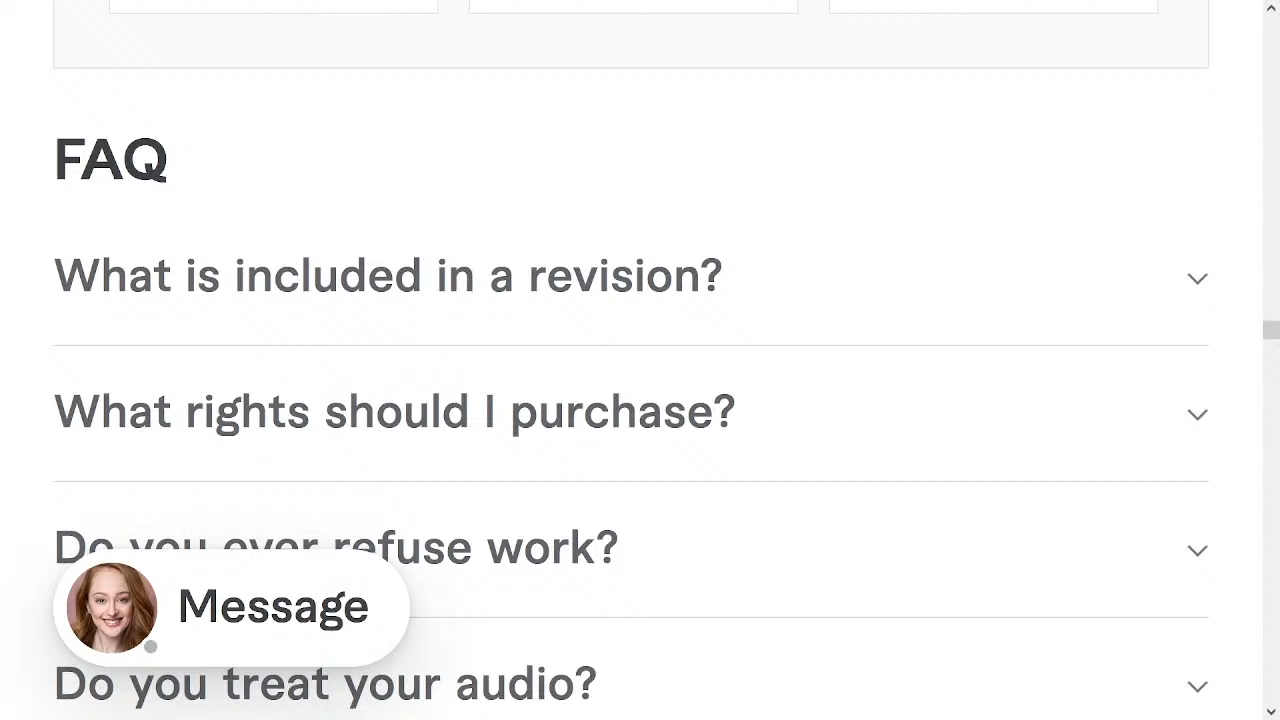 FAQ
What is included in a revision?
What rights should I purchase?
Do you ever refuse work?
Message
Do you treat your audio?